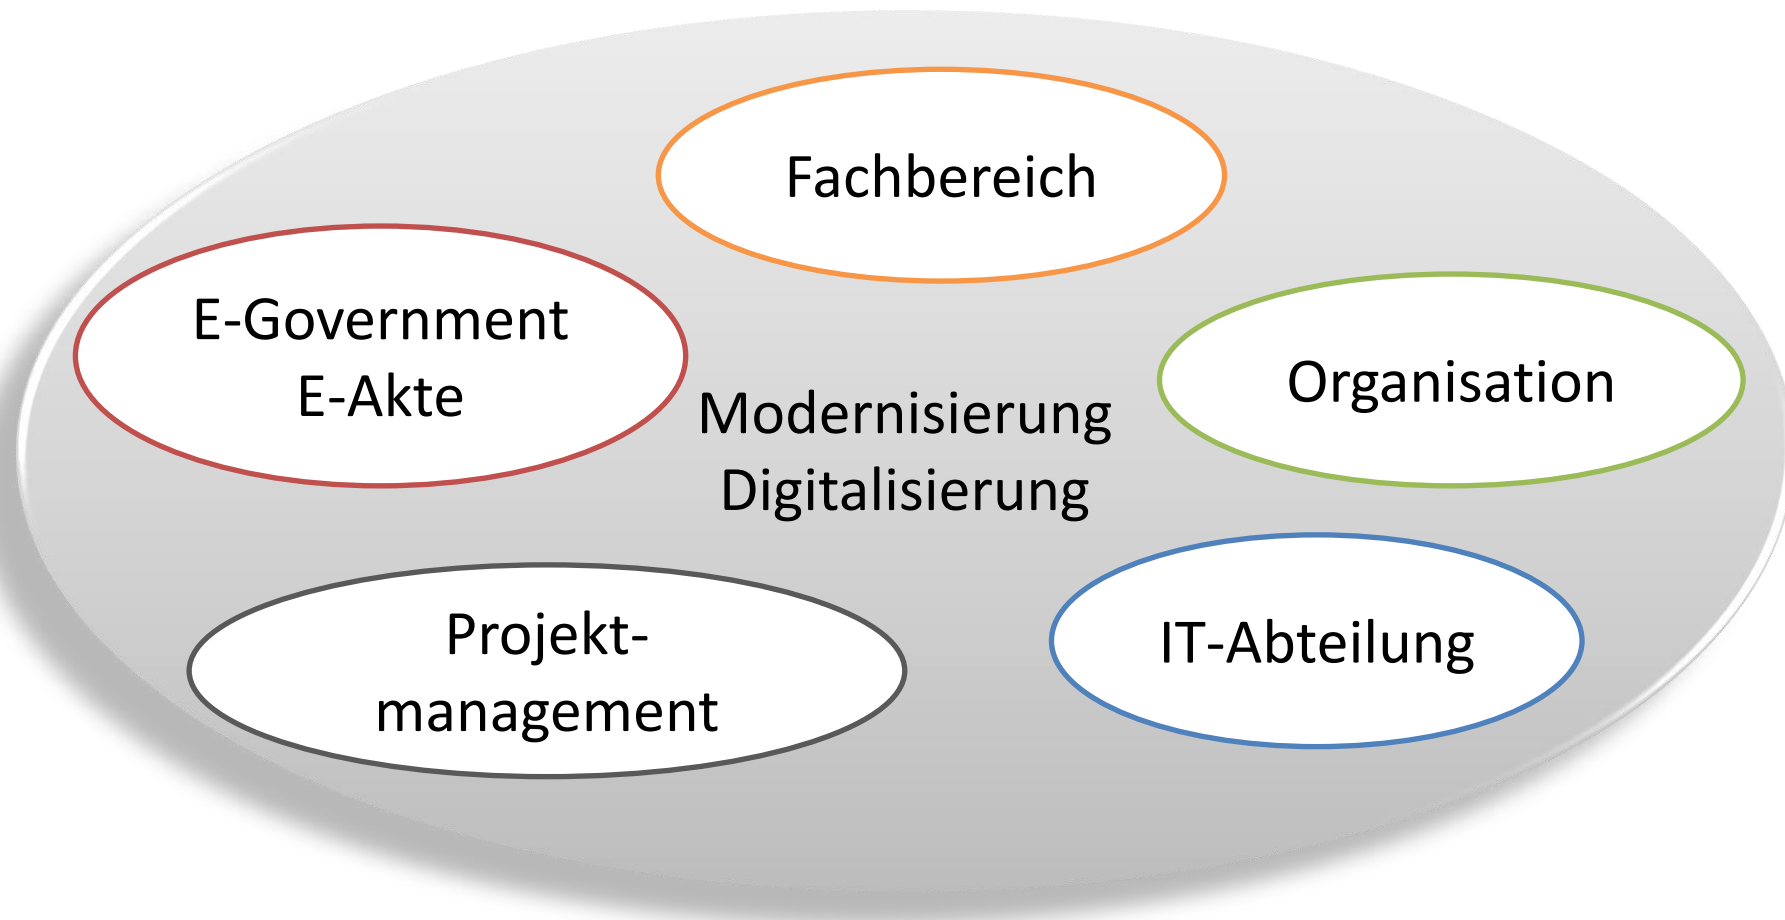 Fachbereich
E-Government
E-Akte
Organisation
Modernisierung
Digitalisierung
Projekt-
management
IT-Abteilung